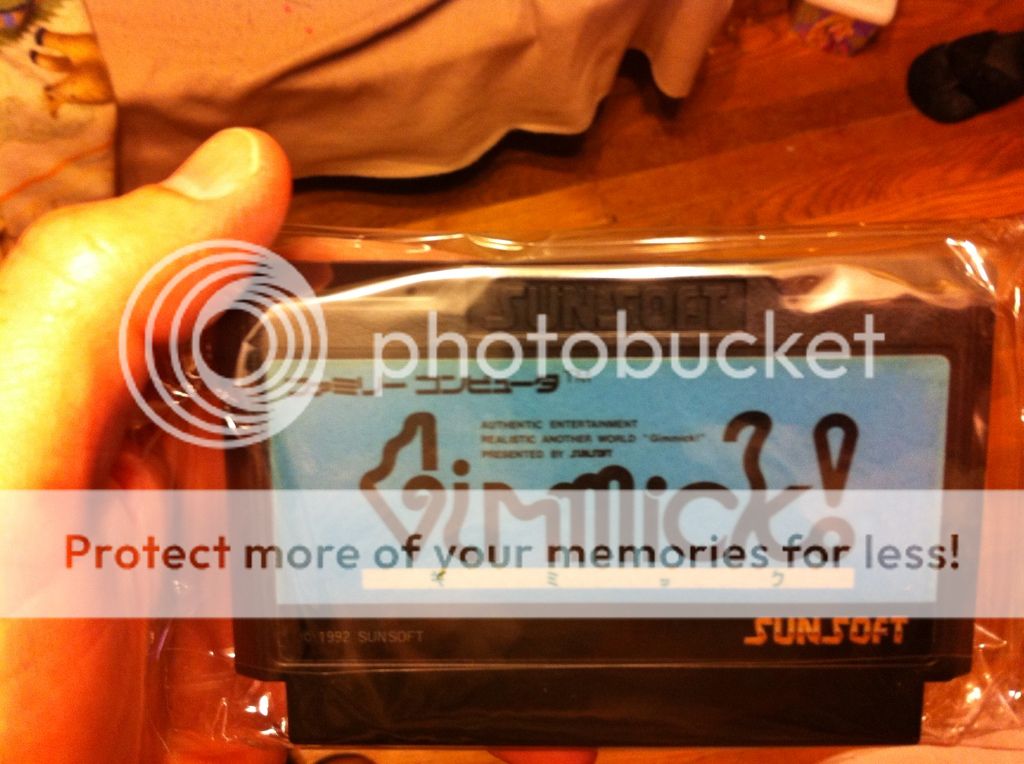 SUNSOFT
photobucket
ファミリー コンピュータ™
AUTHENTIC ENTERTAINMENT
REALISTIC ANOTHER WORLD "Gimmick!"
PRESENTED BY SUNSOFT
Gimmick!
Protect more of your memories for less!
ギミック
© 1992 SUNSOFT
SUNSOFT